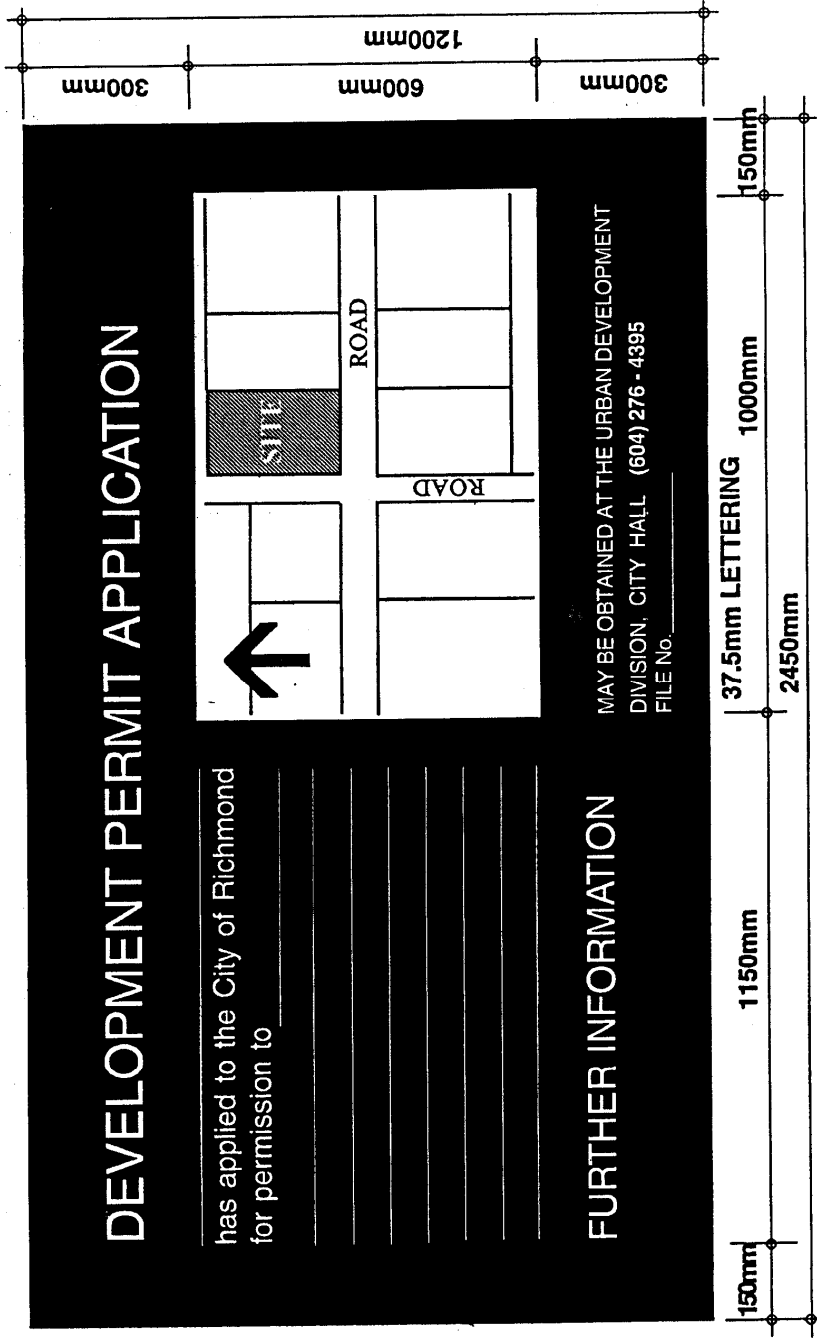 DEVELOPMENT PERMIT APPLICATION
has applied to the City of Richmond
for permission to
SITE
ROAD
ROAD
FURTHER INFORMATION
MAY BE OBTAINED AT THE URBAN DEVELOPMENT
DIVISION, CITY HALL (604) 276 - 4395
FILE No.
300mm
600mm
300mm
1200mm
37.5mm LETTERING
150mm
1150mm
1000mm
150mm
2450mm